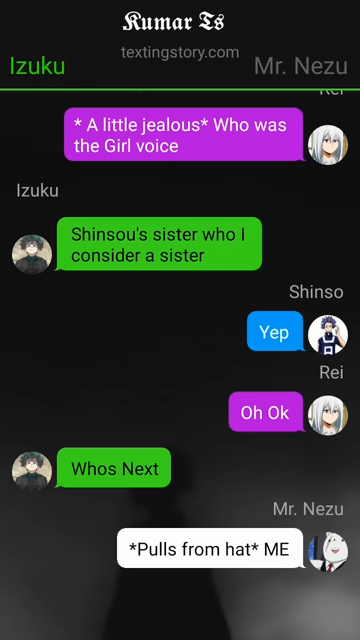 Kumar Ts
textingstory.com
Izuku
Mr. Nezu
Rei
* A little jealous* Who was
the Girl voice
Izuku
Shinsou's sister who I
consider a sister
Shinso
Yep
Rei
Oh Ok
Whos Next
Mr. Nezu
*Pulls from hat* ME